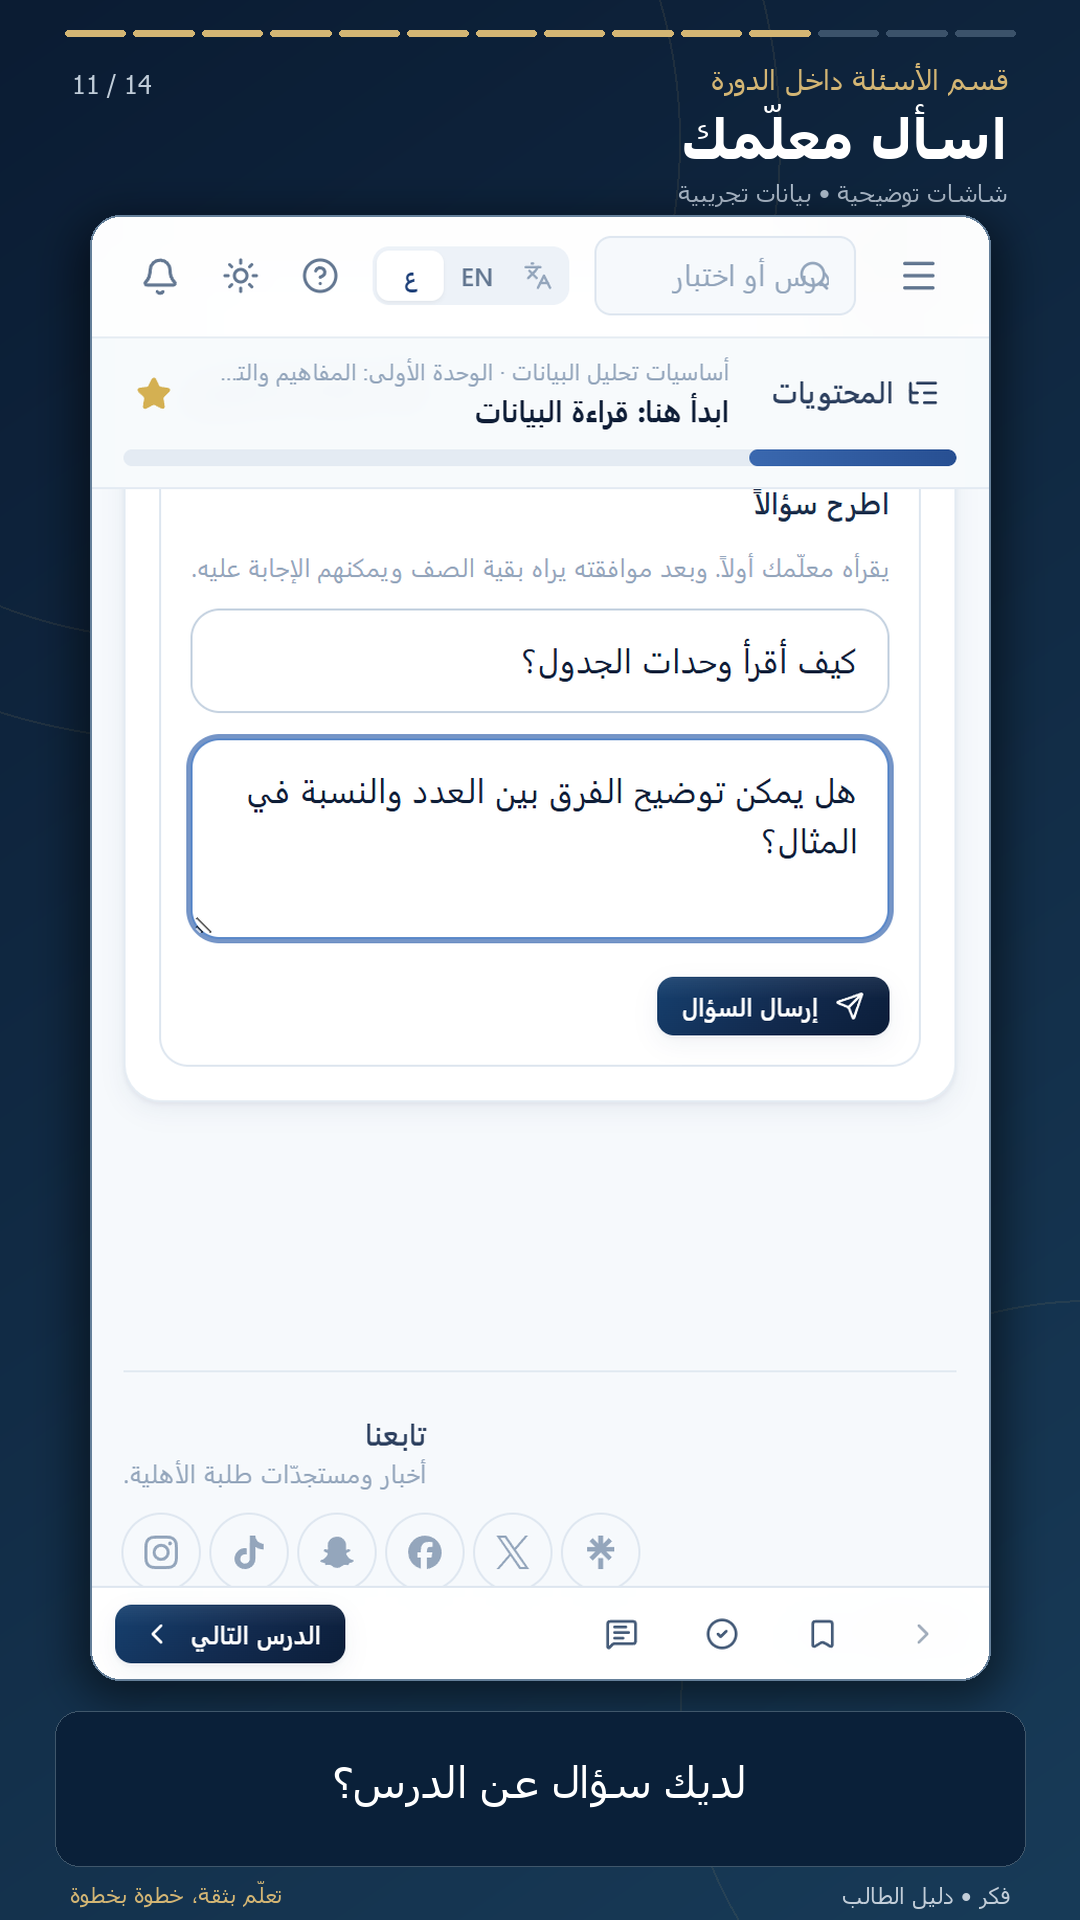 قسم الأسئلة داخل الدورة
11 / 14
اسأل معلّمك
شاشات توضيحية • بيانات تجريبية
درس أو اختبار
EN
ع
المحتويات
أساسيات تحليل البيانات · الوحدة الأولى: المفاهيم والتـ...
ابدأ هنا: قراءة البيانات
اطرح سؤالاً
يقرأه معلّمك أولاً. وبعد موافقته يراه بقية الصف ويمكنهم الإجابة عليه.
كيف أقرأ وحدات الجدول؟
هل يمكن توضيح الفرق بين العدد والنسبة في
المثال؟
إرسال السؤال
تابعنا
أخبار ومستجدّات طلبة الأهلية.
الدرس التالي
لديك سؤال عن الدرس؟
فكر • دليل الطالب
تعلّم بثقة، خطوة بخطوة